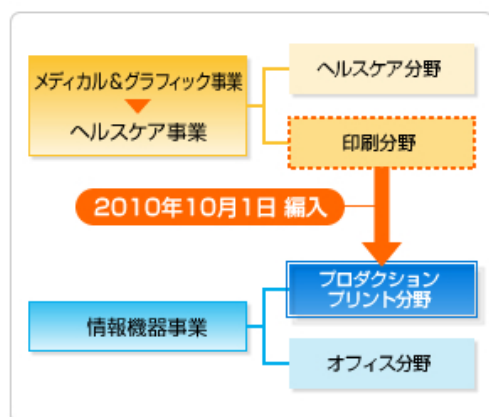 メディカル&グラフィック事業
ヘルスケア事業
ヘルスケア分野
印刷分野
2010年10月1日 編入
プロダクション
プリント分野
情報機器事業
オフィス分野